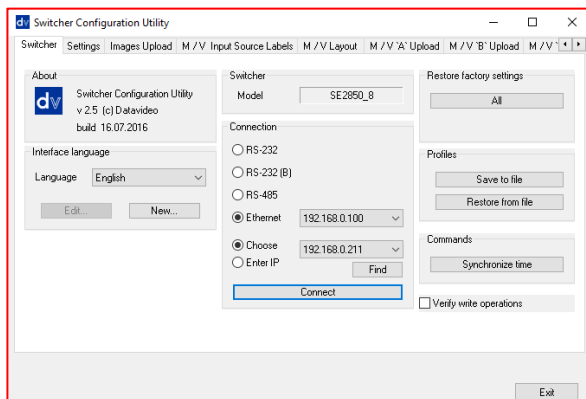 dv Switcher Configuration Utility
Switcher Settings Images Upload M / V Input Source Labels M / V Layout M / V `A` Upload M / V `B` Upload M / V `
About
dv
Switcher Configuration Utility
v 2.5 (c) Datavideo
build 16.07.2016
Interface language
Language English
Edit... New...
Switcher
Model SE2850_8
Connection
RS-232
RS-232 (B)
RS-485
Ethernet 192.168.0.100
Choose 192.168.0.211
Enter IP
Find
Connect
Restore factory settings
All
Profiles
Save to file
Restore from file
Commands
Synchronize time
Verify write operations
Exit